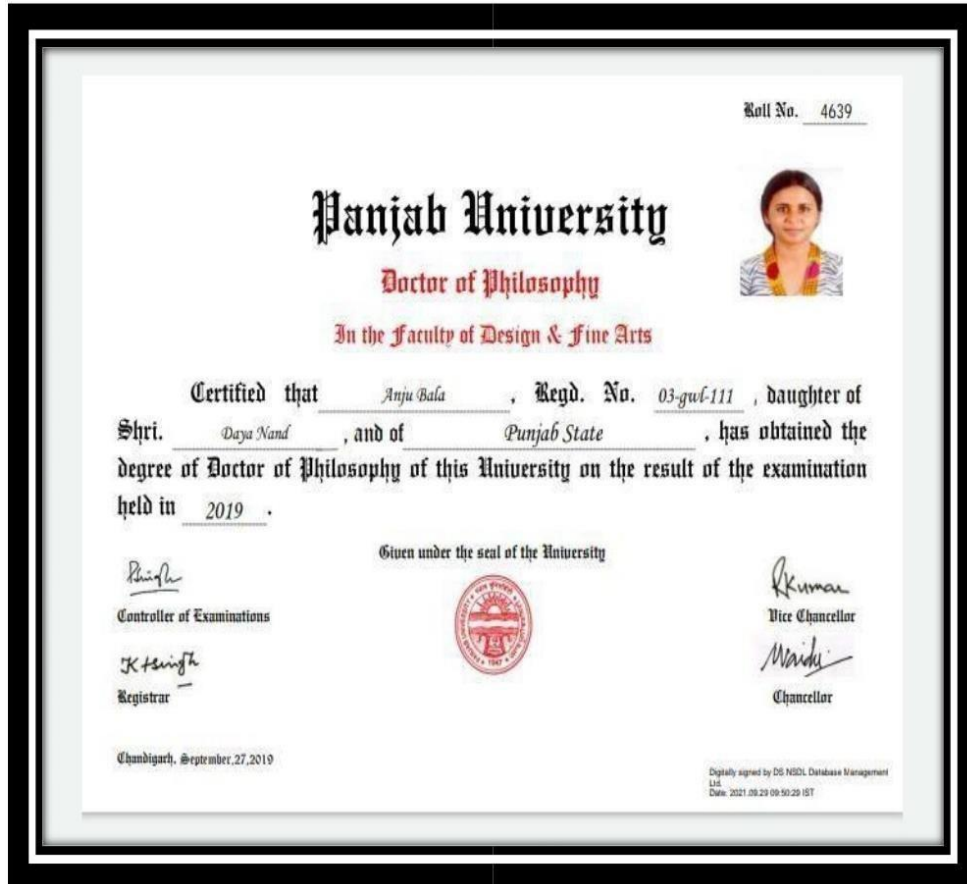 Roll No. 4639
Panjab University
Doctor of Philosophy
In the Faculty of Design & Fine Arts
Certified that Anju Bala , Regd. No. 03-gwl-111 , daughter of
Shri. Daya Nand , and of Punjab State , has obtained the
degree of Doctor of Philosophy of this University on the result of the examination
held in 2019 .
Given under the seal of the University
Controller of Examinations
RKumar
Vice Chancellor
Registrar
Chancellor
Chandigarh, September,27,2019
Digitally signed by DS NSDL Database Management
Ltd.
Date: 2021.09.29 09:50:29 IST